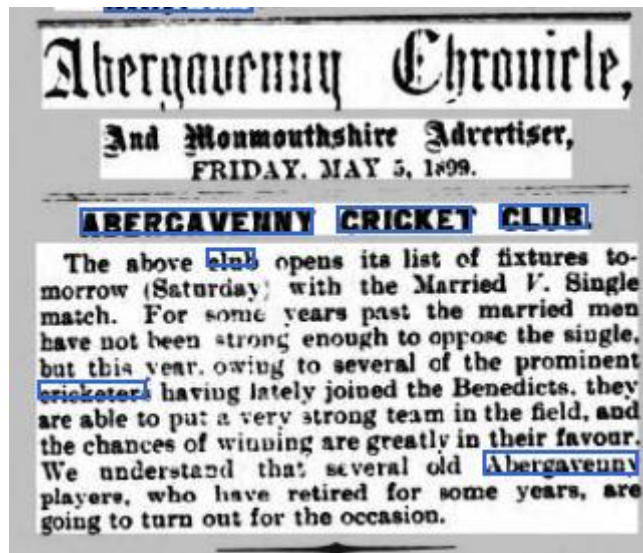 Abergavenny Chronicle,
And Monmouthshire Advertiser,
FRIDAY, MAY 5, 1899.
ABERGAVENNY CRICKET CLUB.
The above club opens its list of fixtures to-
morrow (Saturday) with the Married V. Single
match. For some years past the married men
have not been strong enough to oppose the single,
but this year, owing to several of the prominent
cricketers having lately joined the Benedicts, they
are able to put a very strong team in the field, and
the chances of winning are greatly in their favour.
We understand that several old Abergavenny
players, who have retired for some years, are
going to turn out for the occasion.